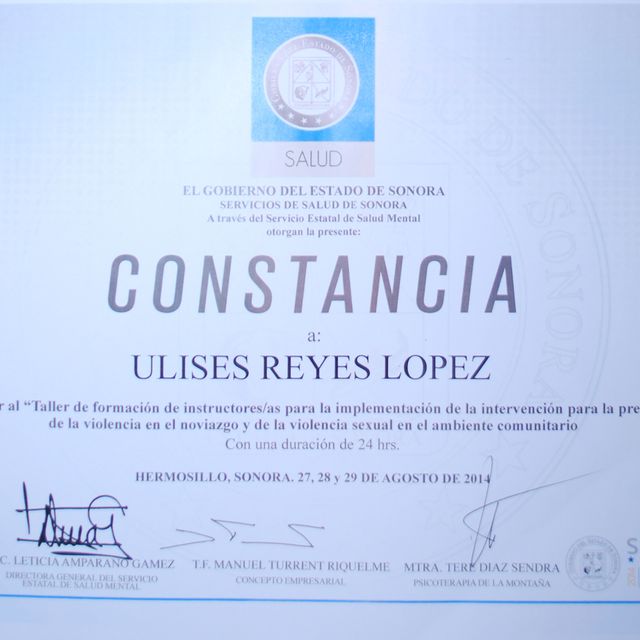 SALUD
EL GOBIERNO DEL ESTADO DE SONORA
SERVICIOS DE SALUD DE SONORA
A través del Servicio Estatal de Salud Mental
otorgan la presente:
CONSTANCIA
a:
ULISES REYES LOPEZ
r al “Taller de formación de instructores/as para la implementación de la intervención para la pre
de la violencia en el noviazgo y de la violencia sexual en el ambiente comunitario
Con una duración de 24 hrs.
HERMOSILLO, SONORA. 27, 28 y 29 DE AGOSTO DE 2014
C. LETICIA AMPARANO GAMEZ
DIRECTORA GENERAL DEL SERVICIO
ESTATAL DE SALUD MENTAL
T.F. MANUEL TURRENT RIQUELME
CONCEPTO EMPRESARIAL
MTRA. TERE DIAZ SENDRA
PSICOTERAPIA DE LA MONTAÑA